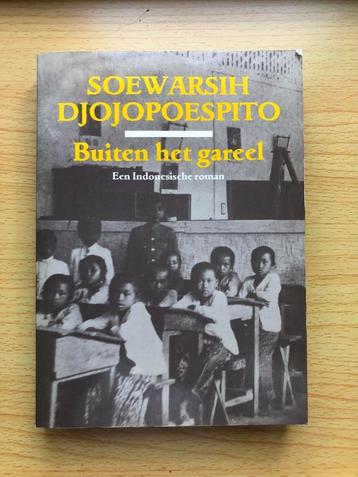 SOEWARSIH
DJOJOPOESPITO
Buiten het gareel
Een Indonesische roman